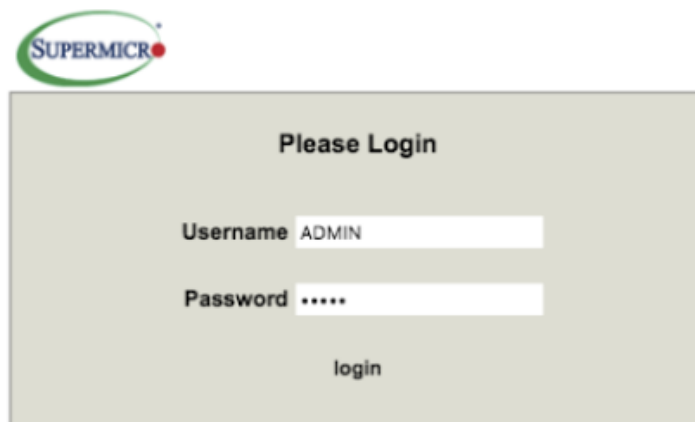 SUPERMICRO
Please Login
Username ADMIN
Password •••••
login